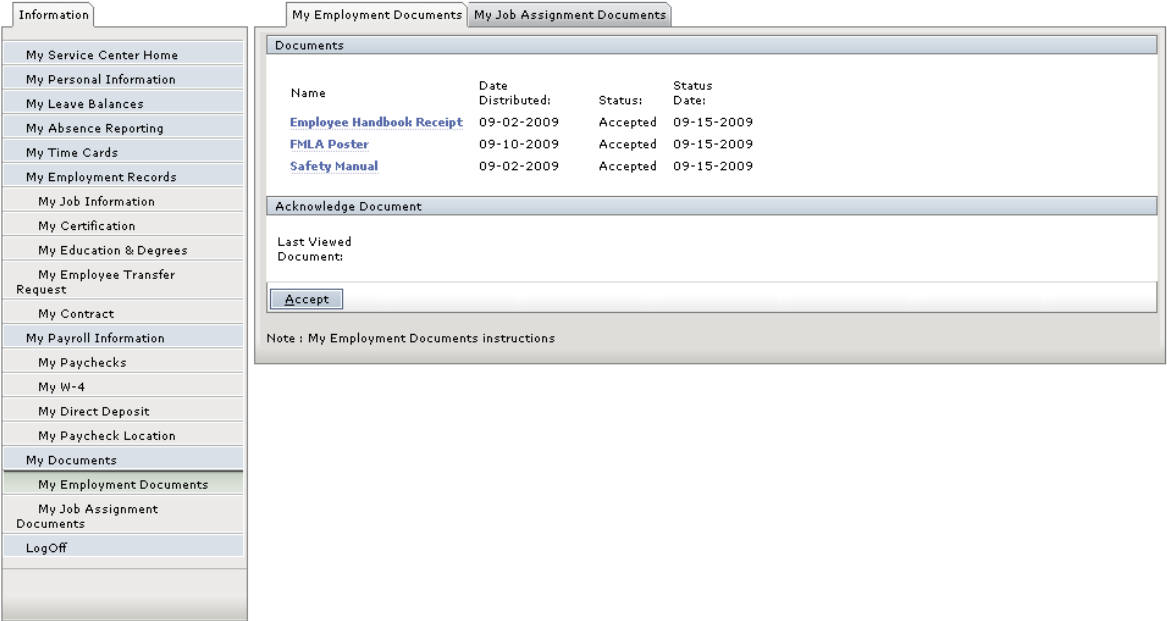 Information
My Service Center Home
My Personal Information
My Leave Balances
My Absence Reporting
My Time Cards
My Employment Records
My Job Information
My Certification
My Education & Degrees
My Employee Transfer
Request
My Contract
My Payroll Information
My Paychecks
My W-4
My Direct Deposit
My Paycheck Location
My Documents
My Employment Documents
My Job Assignment
Documents
LogOff
My Employment Documents My Job Assignment Documents
Documents
Name Date Distributed: Status: Status Date:
Employee Handbook Receipt 09-02-2009 Accepted 09-15-2009
FMLA Poster 09-10-2009 Accepted 09-15-2009
Safety Manual 09-02-2009 Accepted 09-15-2009
Acknowledge Document
Last Viewed
Document:
Accept
Note : My Employment Documents instructions